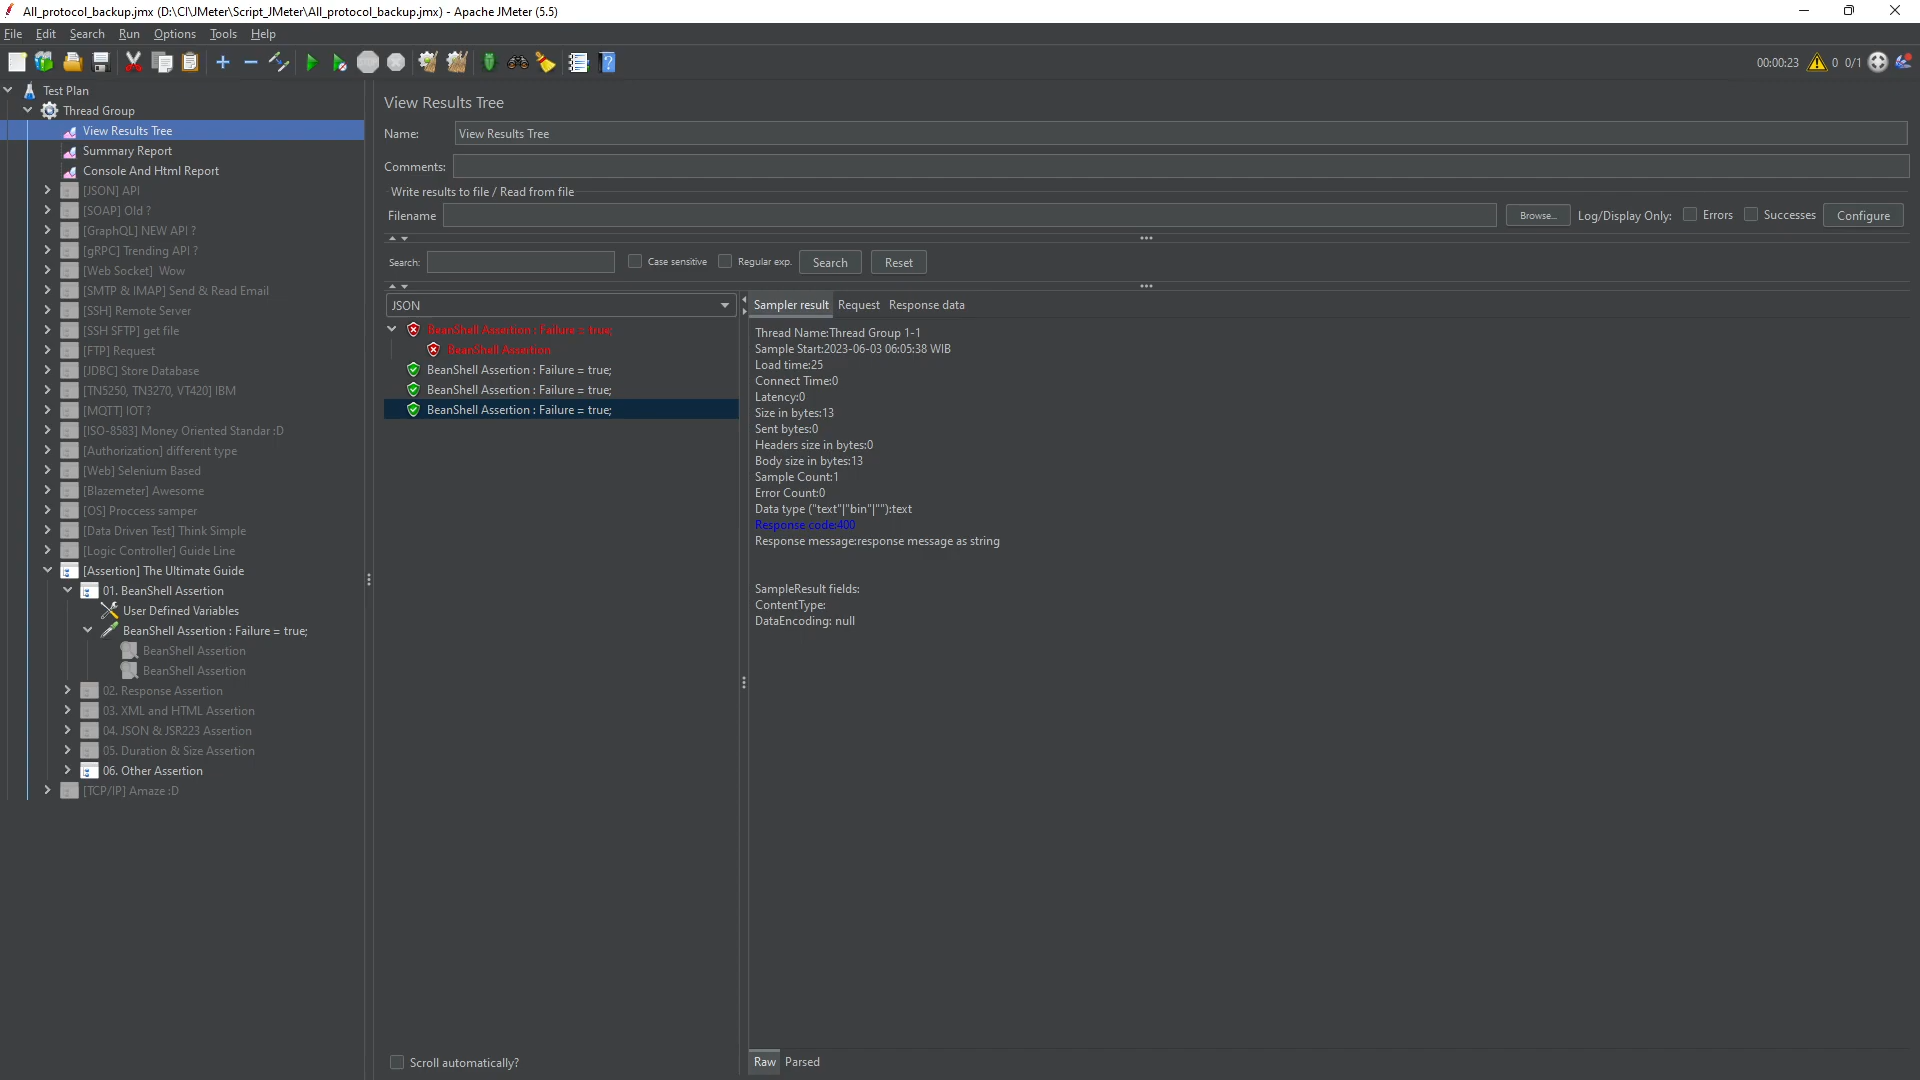 All_protocol_backup.jmx (D:\CI\JMeter\Script_JMeter\All_protocol_backup.jmx) - Apache JMeter (5.5)
File Edit Search Run Options Tools Help
00:00:23 0 0/1
Test Plan
Thread Group
View Results Tree
Summary Report
Console And Html Report
[JSON] API
[SOAP] Old ?
[GraphQL] NEW API ?
[gRPC] Trending API ?
[Web Socket] Wow
[SMTP & IMAP] Send & Read Email
[SSH] Remote Server
[SSH SFTP] get file
[FTP] Request
[JDBC] Store Database
[TN5250, TN3270, VT420] IBM
[MQTT] IOT ?
[ISO-8583] Money Oriented Standar :D
[Authorization] different type
[Web] Selenium Based
[Blazemeter] Awesome
[OS] Proccess samper
[Data Driven Test] Think Simple
[Logic Controller] Guide Line
[Assertion] The Ultimate Guide
01. BeanShell Assertion
User Defined Variables
BeanShell Assertion : Failure = true;
BeanShell Assertion
BeanShell Assertion
02. Response Assertion
03. XML and HTML Assertion
04. JSON & JSR223 Assertion
05. Duration & Size Assertion
06. Other Assertion
[TCP/IP] Amaze :D
View Results Tree
Name: View Results Tree
Comments:
Write results to file / Read from file
Filename Browse... Log/Display Only: Errors Successes Configure
Search: Case sensitive Regular exp. Search Reset
JSON
BeanShell Assertion : Failure = true;
BeanShell Assertion
BeanShell Assertion : Failure = true;
BeanShell Assertion : Failure = true;
BeanShell Assertion : Failure = true;
Scroll automatically?
Sampler result Request Response data
Thread Name:Thread Group 1-1
Sample Start:2023-06-03 06:05:38 WIB
Load time:25
Connect Time:0
Latency:0
Size in bytes:13
Sent bytes:0
Headers size in bytes:0
Body size in bytes:13
Sample Count:1
Error Count:0
Data type ("text"|"bin"|""):text
Response code:400
Response message:response message as string
SampleResult fields:
ContentType:
DataEncoding: null
Raw Parsed